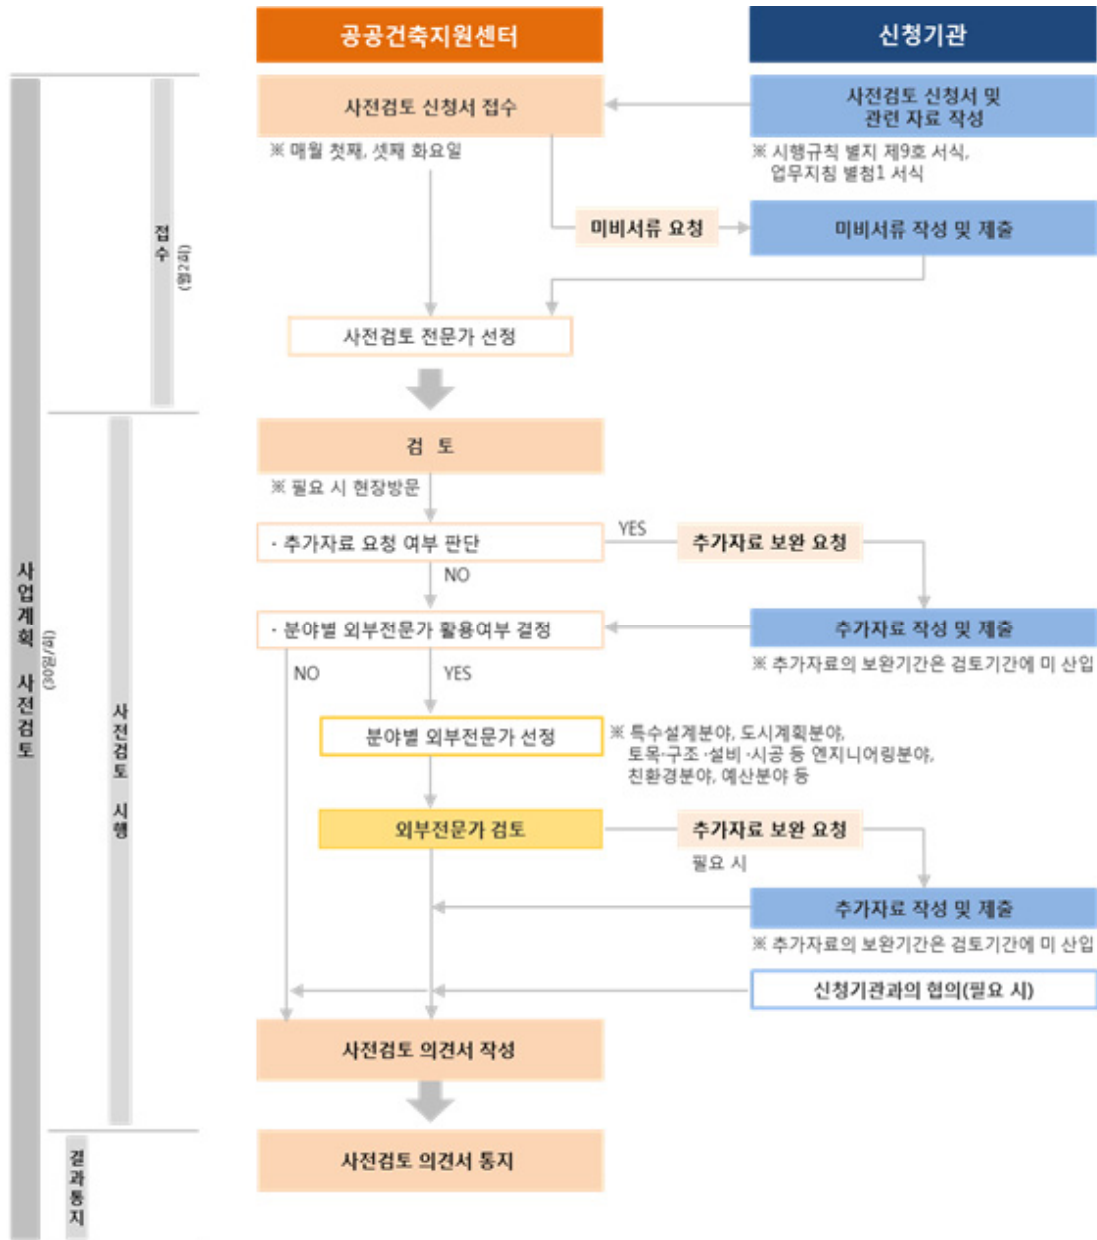 공공건축지원센터
신청기관
사전검토 신청서 접수
사전검토 신청서 및
관련 자료 작성
※ 매월 첫째, 셋째 화요일
※ 시행규칙 별지 제9호 서식,
업무지침 별첨1 서식
미비서류 요청
미비서류 작성 및 제출
접수
(월2회)
사전검토 전문가 선정
검 토
※ 필요 시 현장방문
· 추가자료 요청 여부 판단
YES
추가자료 보완 요청
NO
사업계획 사전검토
(30일/회)
· 분야별 외부전문가 활용여부 결정
추가자료 작성 및 제출
※ 추가자료의 보완기간은 검토기간에 미 산입
NO
YES
사전검토 시행
분야별 외부전문가 선정
※ 특수설계분야, 도시계획분야,
토목·구조 ·설비 ·시공 등 엔지니어링분야,
친환경분야, 예산분야 등
외부전문가 검토
추가자료 보완 요청
필요 시
추가자료 작성 및 제출
※ 추가자료의 보완기간은 검토기간에 미 산입
신청기관과의 협의(필요 시)
사전검토 의견서 작성
사전검토 의견서 통지
결과통지